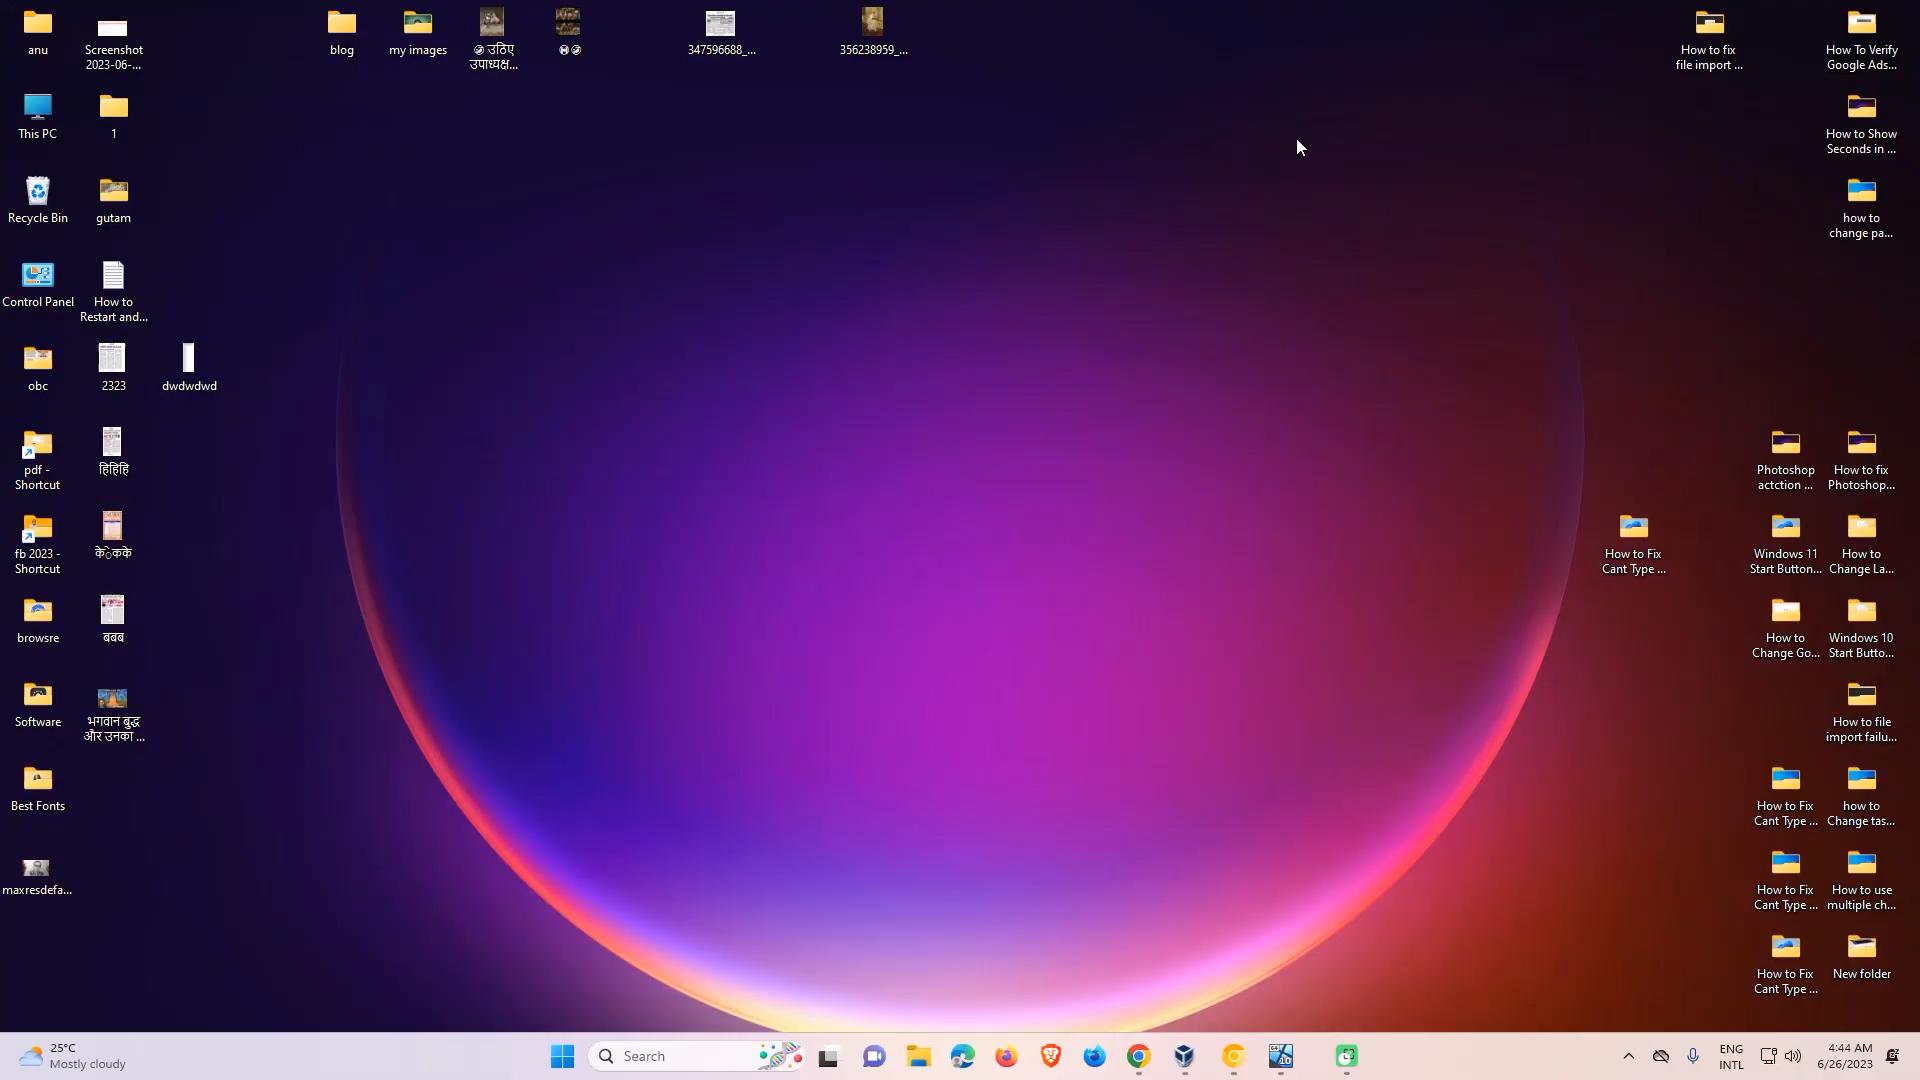 anu
Screenshot
2023-06-...
blog
my images
उठिए
उपाध्यक्ष...
347596688_...
356238959_...
How to fix
file import ...
How To Verify
Google Ads...
This PC
1
How to Show
Seconds in ...
Recycle Bin
gutam
how to
change pa...
Control Panel
How to
Restart and...
obc
2323
dwdwdwd
pdf -
Shortcut
हिहिहि
Photoshop
actction ...
How to fix
Photoshop...
fb 2023 -
Shortcut
केेकके
How to Fix
Cant Type ...
Windows 11
Start Button...
How to
Change La...
browsre
बबब
How to
Change Go...
Windows 10
Start Butto...
Software
भगवान बुद्ध
और उनका ...
How to file
import failu...
Best Fonts
How to Fix
Cant Type ...
how to
Change tas...
maxresdefa...
How to Fix
Cant Type ...
How to use
multiple ch...
How to Fix
Cant Type ...
New folder
25°C
Mostly cloudy
Search
ENG
INTL
4:44 AM
6/26/2023